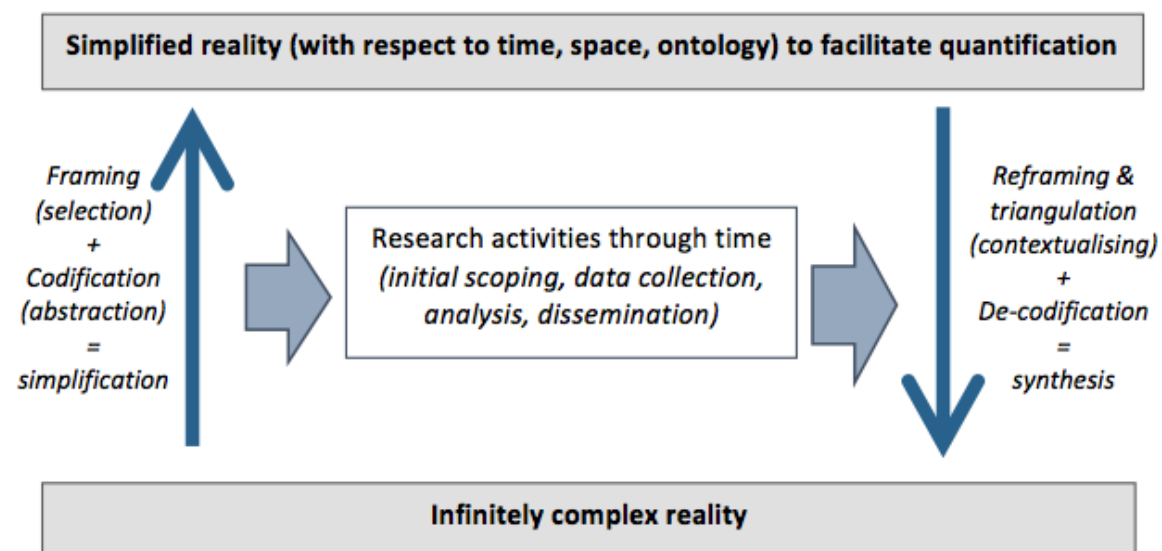 Simplified reality (with respect to time, space, ontology) to facilitate quantification
Framing
(selection)
+
Codification
(abstraction)
=
simplification
Research activities through time
(initial scoping, data collection,
analysis, dissemination)
Reframing &
triangulation
(contextualising)
+
De-codification
=
synthesis
Infinitely complex reality